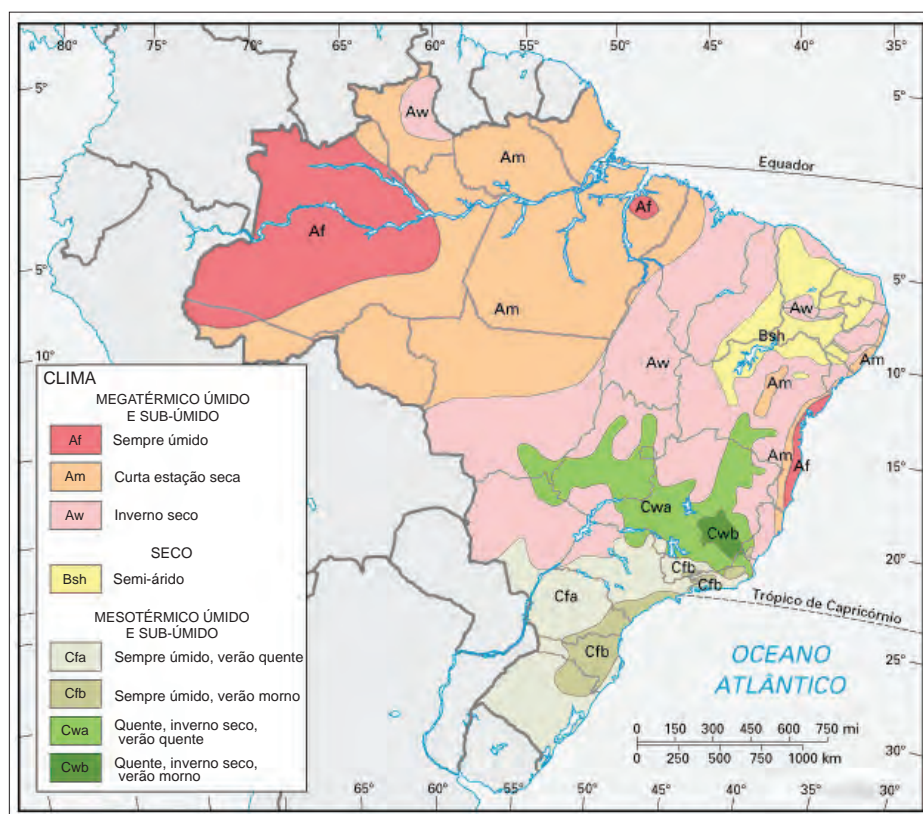 80° 75° 70° 65° 60° 55° 50° 45° 40° 35° 33°
5° 5°
Aw
Am
Equador
Af
Af
5° 5°
Am
Aw
Bsh
Aw
10° 10°
Am
Am
CLIMA
MEGATÉRMICO ÚMIDO
E SUB-ÚMIDO
Af Sempre úmido
Am Curta estação seca
Aw Inverno seco
SECO
Bsh Semi-árido
MESOTÉRMICO ÚMIDO
E SUB-ÚMIDO
Cfa Sempre úmido, verão quente
Cfb Sempre úmido, verão morno
Cwa Quente, inverno seco,
verão quente
Cwb Quente, inverno seco,
verão morno
Am Af
15°
Cwa
Cwb
20°
Cfb
Cfb
Cfa
Trópico de Capricórnio
Cfb
OCEANO
ATLÂNTICO
25°
0 150 300 450 600 750 mi
0 250 500 750 1000 km
30°
65° 60° 55° 50° 45° 40° 35° 30°